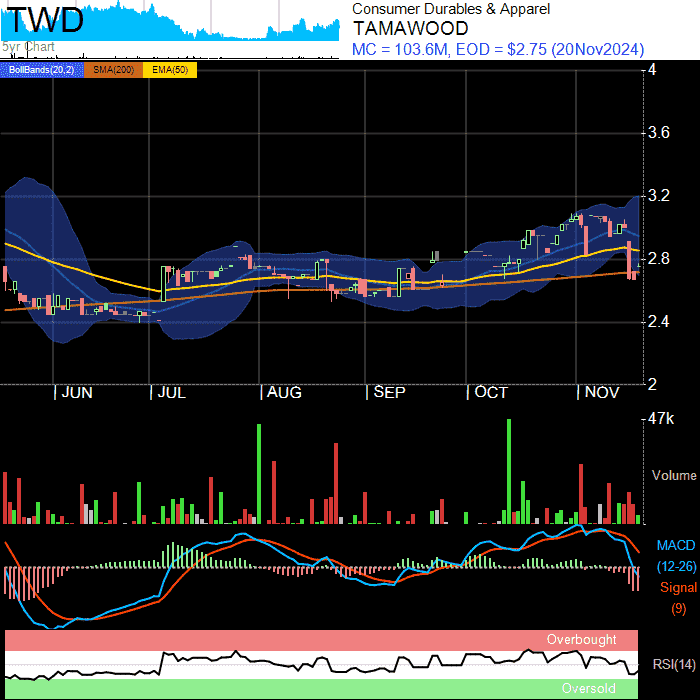 TWD
5yr Chart
Consumer Durables & Apparel
TAMAWOOD
MC = 103.6M, EOD = $2.75 (20Nov2024)
BollBands(20,2) SMA(200) EMA(50)
4
3.6
3.2
2.8
2.4
2
JUN JUL AUG SEP OCT NOV
47k
Volume
MACD
(12-26)
Signal
(9)
Overbought
RSI(14)
Oversold